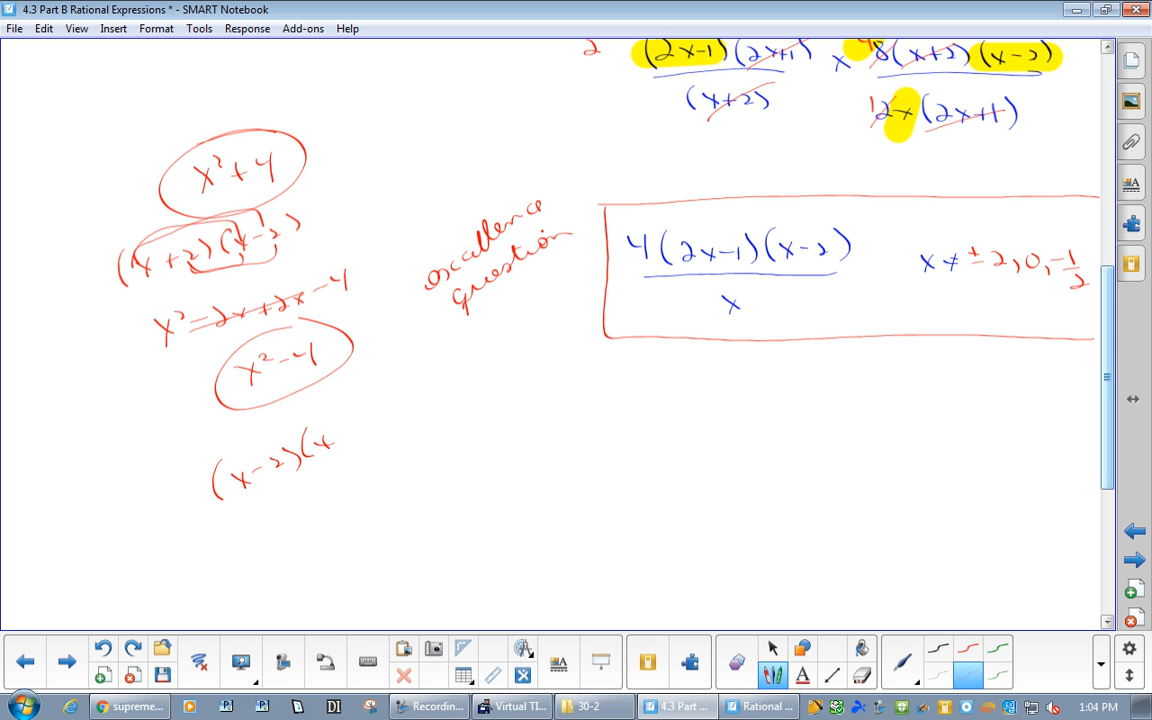 4.3 Part B Rational Expressions * - SMART Notebook
File Edit View Insert Format Tools Response Add-ons Help
2 (2x-1)(2x+1) x 4 8(x+2)(x-2)
(x+2) 12x(2x+1)
x²+4
(x+2)(x-2)
x²-2x+2x-4
x²-4
(x-2)(x
excellence
question
4(2x-1)(x-2)
x
x ≠ ±2, 0, -1/2
supreme...
Recordin...
Virtual TI...
30-2
4.3 Part ...
Rational ...
1:04 PM